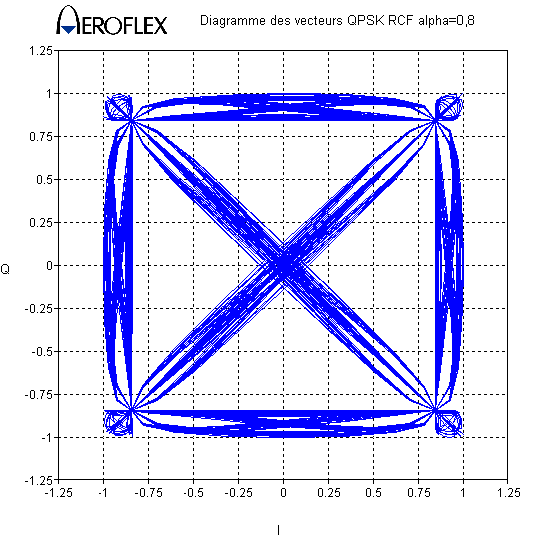 AEROFLEX
Diagramme des vecteurs QPSK RCF alpha=0,8
1.25
1
0.75
0.5
0.25
0
-0.25
-0.5
-0.75
-1
-1.25
Q
-1.25 -1 -0.75 -0.5 -0.25 0 0.25 0.5 0.75 1 1.25
I